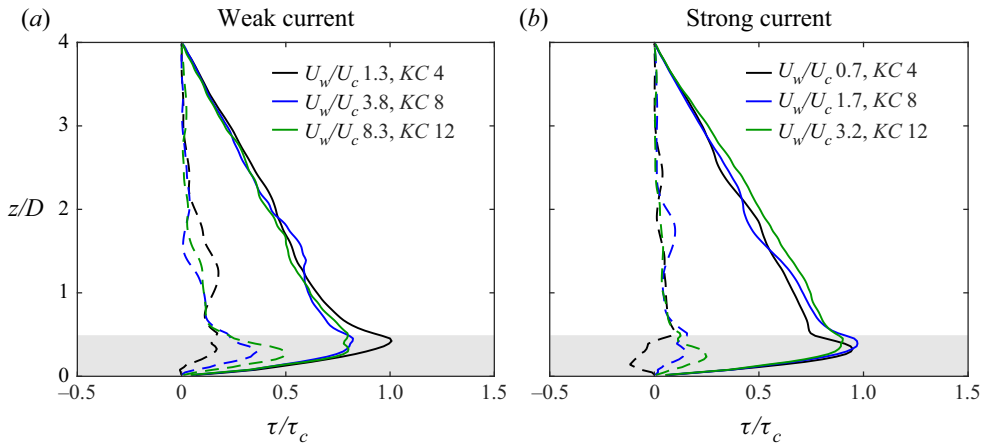 (a) Weak current
(b) Strong current
4
3
2
1
0
z/D
U_w/U_c 1.3, KC 4
U_w/U_c 3.8, KC 8
U_w/U_c 8.3, KC 12
U_w/U_c 0.7, KC 4
U_w/U_c 1.7, KC 8
U_w/U_c 3.2, KC 12
−0.5 0 0.5 1.0 1.5
−0.5 0 0.5 1.0 1.5
τ/τ_c
τ/τ_c